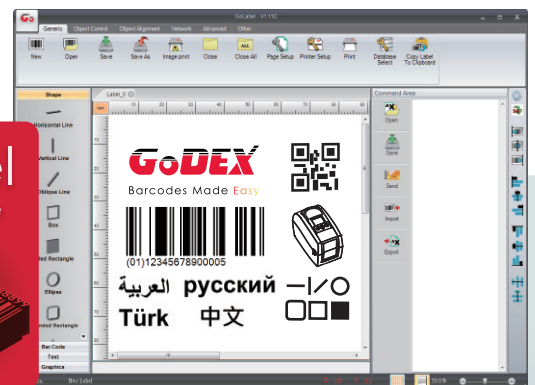 GoLabel - V1.11C
Generic Object Control Object Alignment Network Advanced Other
New Open Save Save As Image print Close Close All Page Setup Printer Setup Print Database Select Copy Label To Clipboard
Shape
Label_0
Command Area
Horizontal Line
Vertical Line
Oblique Line
Box
Ellipse
Bar Code
Text
Graphics
Open
Save
Send
Import
Export
GoDEX
Barcodes Made Easy
(01)12345678900005
العربية русский
Türk 中文
el
New Label